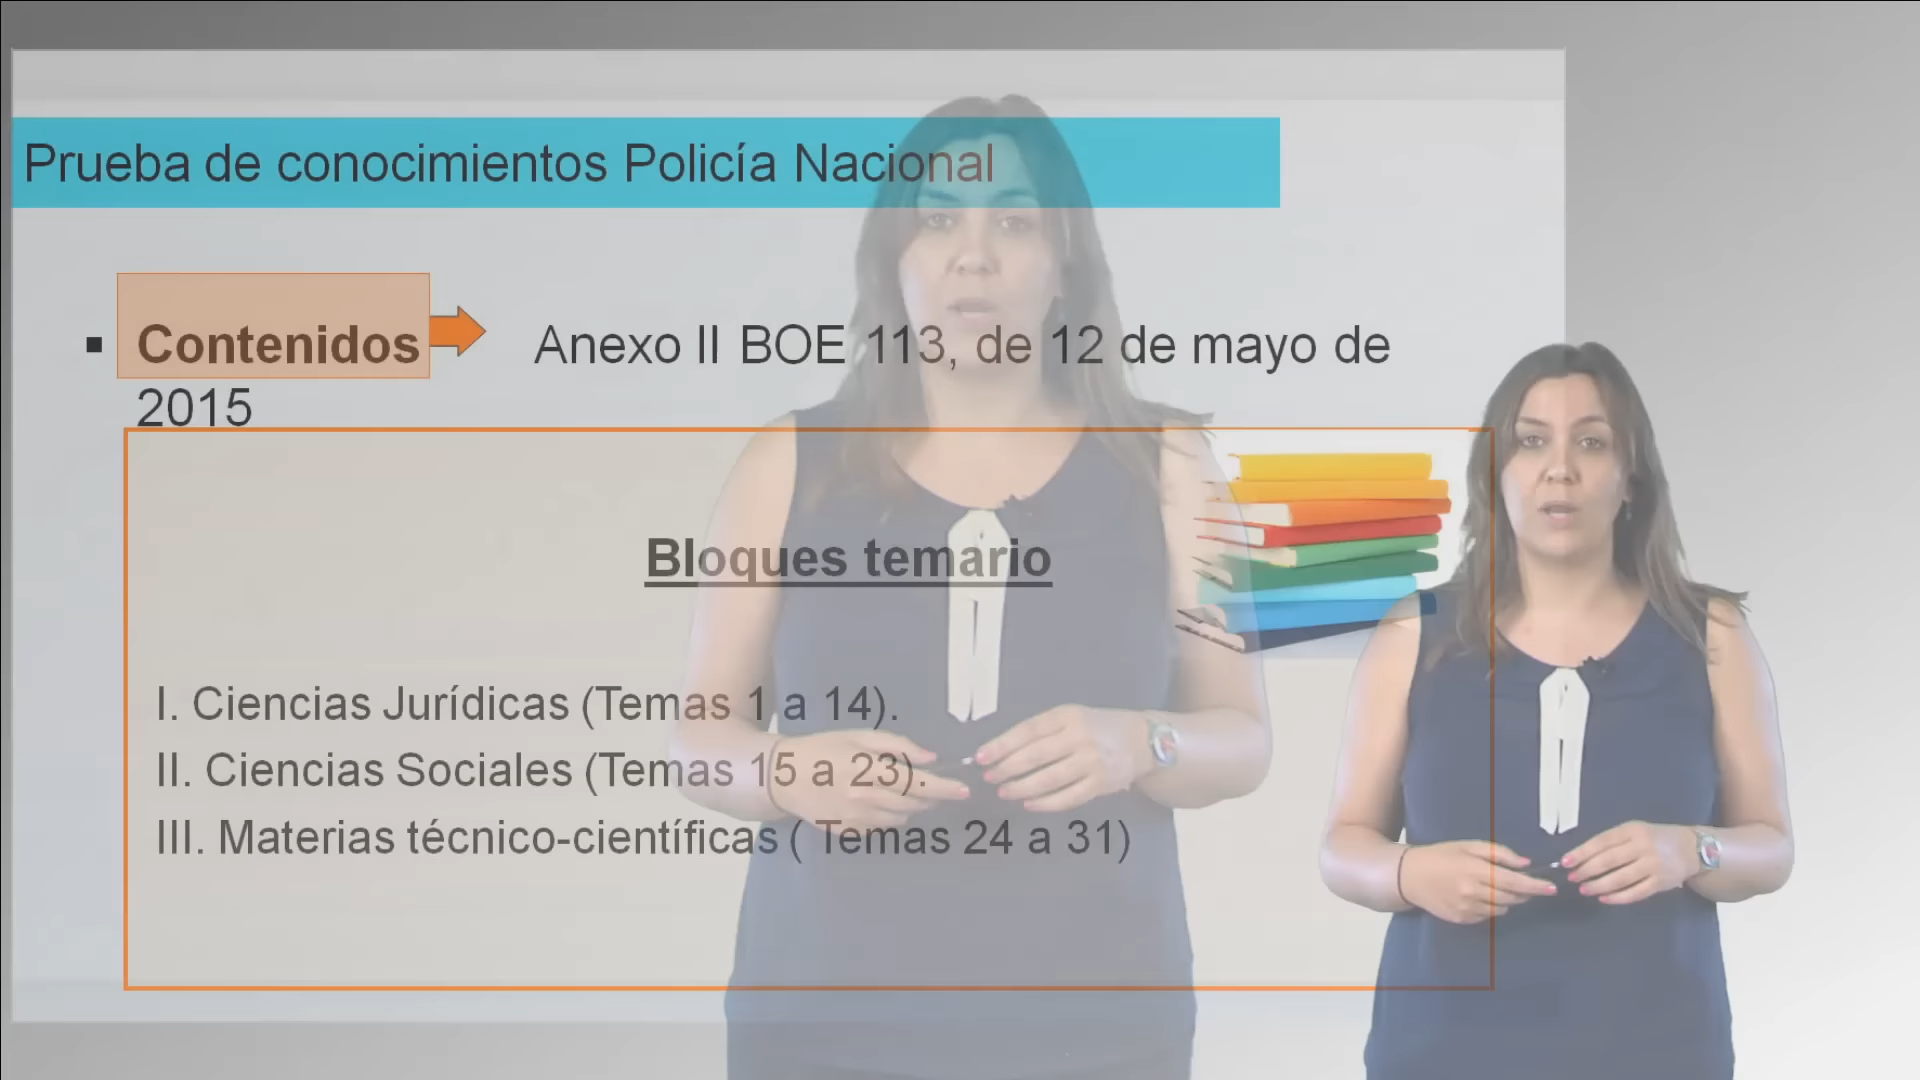 Prueba de conocimientos Policía Nacional
▪ Contenidos Anexo II BOE 113, de 12 de mayo de
2015
Bloques temario
I. Ciencias Jurídicas (Temas 1 a 14).
II. Ciencias Sociales (Temas 15 a 23).
III. Materias técnico-científicas ( Temas 24 a 31)